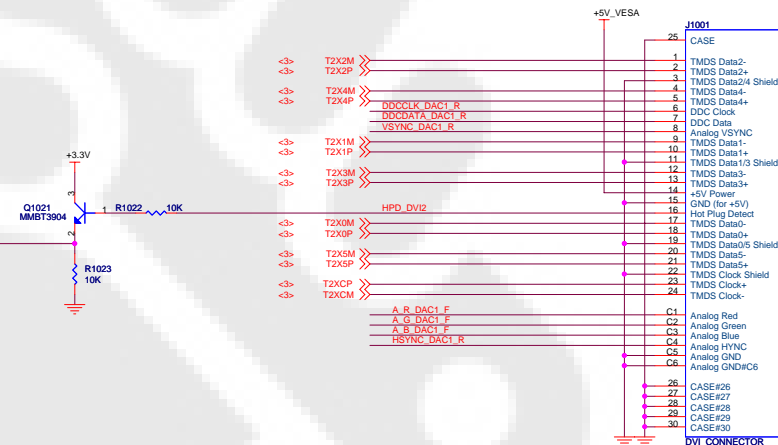 +5V_VESA
J1001
25 CASE
<3> T2X2M 1 TMDS Data2-
<3> T2X2P 2 TMDS Data2+
3 TMDS Data2/4 Shield
<3> T2X4M 4 TMDS Data4-
<3> T2X4P 5 TMDS Data4+
DDCCLK_DAC1_R 6 DDC Clock
DDCDATA_DAC1_R 7 DDC Data
VSYNC_DAC1_R 8 Analog VSYNC
<3> T2X1M 9 TMDS Data1-
<3> T2X1P 10 TMDS Data1+
+3.3V 11 TMDS Data1/3 Shield
<3> T2X3M 12 TMDS Data3-
<3> T2X3P 13 TMDS Data3+
3 14 +5V Power
15 GND (for +5V)
Q1021 1 R1022 10K HPD_DVI2 16 Hot Plug Detect
MMBT3904
<3> T2X0M 17 TMDS Data0-
<3> T2X0P 18 TMDS Data0+
2 19 TMDS Data0/5 Shield
<3> T2X5M 20 TMDS Data5-
<3> T2X5P 21 TMDS Data5+
R1023 22 TMDS Clock Shield
10K <3> T2XCP 23 TMDS Clock+
<3> T2XCM 24 TMDS Clock-
A_R_DAC1_F C1 Analog Red
A_G_DAC1_F C2 Analog Green
A_B_DAC1_F C3 Analog Blue
HSYNC_DAC1_R C4 Analog HYNC
C5 Analog GND
C6 Analog GND#C6
26 CASE#26
27 CASE#27
28 CASE#28
29 CASE#29
30 CASE#30
DVI_CONNECTOR